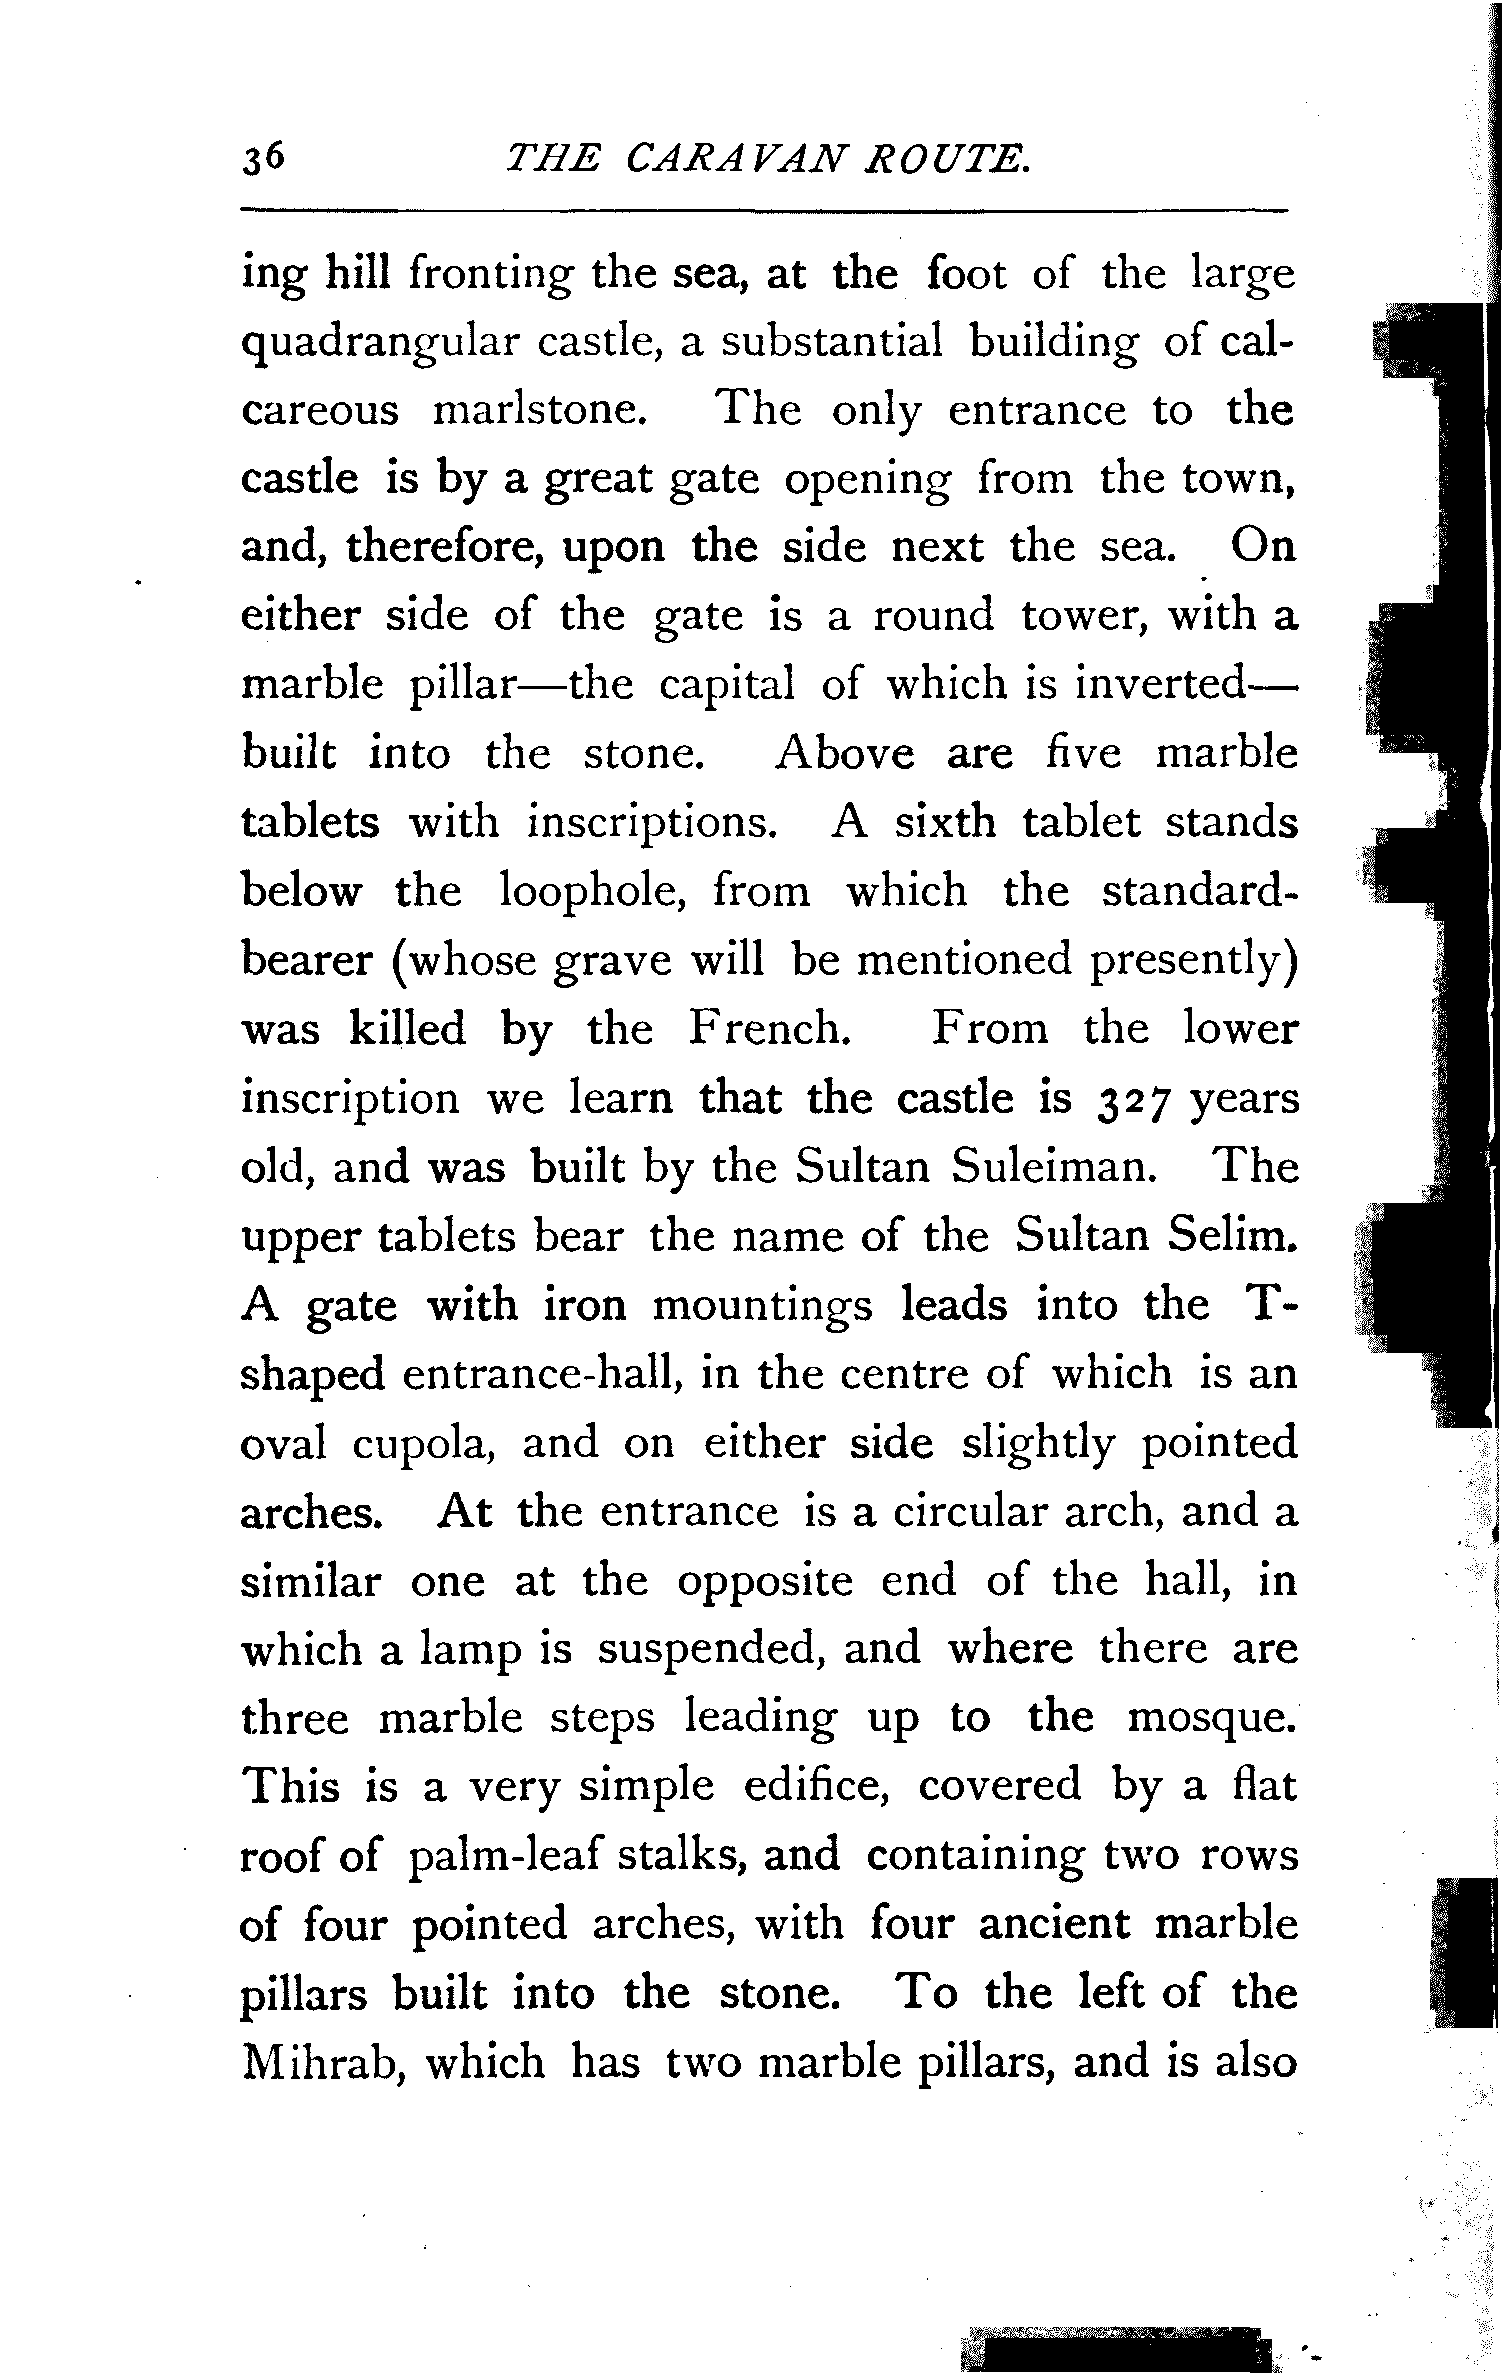 36 THE CARAVAN ROUTE.
ing hill fronting the sea, at the foot of the large
quadrangular castle, a substantial building of cal-
careous marlstone. The only entrance to the
castle is by a great gate opening from the town,
and, therefore, upon the side next the sea. On
either side of the gate is a round tower, with a
marble pillar—the capital of which is inverted—
built into the stone. Above are five marble
tablets with inscriptions. A sixth tablet stands
below the loophole, from which the standard-
bearer (whose grave will be mentioned presently)
was killed by the French. From the lower
inscription we learn that the castle is 327 years
old, and was built by the Sultan Suleiman. The
upper tablets bear the name of the Sultan Selim.
A gate with iron mountings leads into the T-
shaped entrance-hall, in the centre of which is an
oval cupola, and on either side slightly pointed
arches. At the entrance is a circular arch, and a
similar one at the opposite end of the hall, in
which a lamp is suspended, and where there are
three marble steps leading up to the mosque.
This is a very simple edifice, covered by a flat
roof of palm-leaf stalks, and containing two rows
of four pointed arches, with four ancient marble
pillars built into the stone. To the left of the
Mihrab, which has two marble pillars, and is also